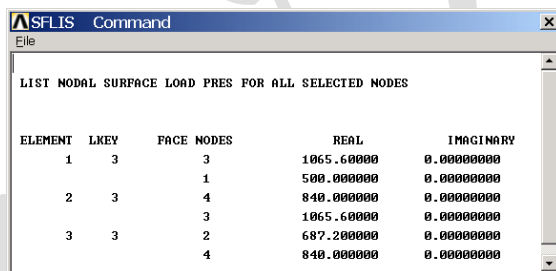 SFLIS Command
File
LIST NODAL SURFACE LOAD PRES FOR ALL SELECTED NODES
ELEMENT LKEY FACE NODES REAL IMAGINARY
1 3 3 1065.60000 0.00000000
1 500.000000 0.00000000
2 3 4 840.000000 0.00000000
3 1065.60000 0.00000000
3 3 2 687.200000 0.00000000
4 840.000000 0.00000000